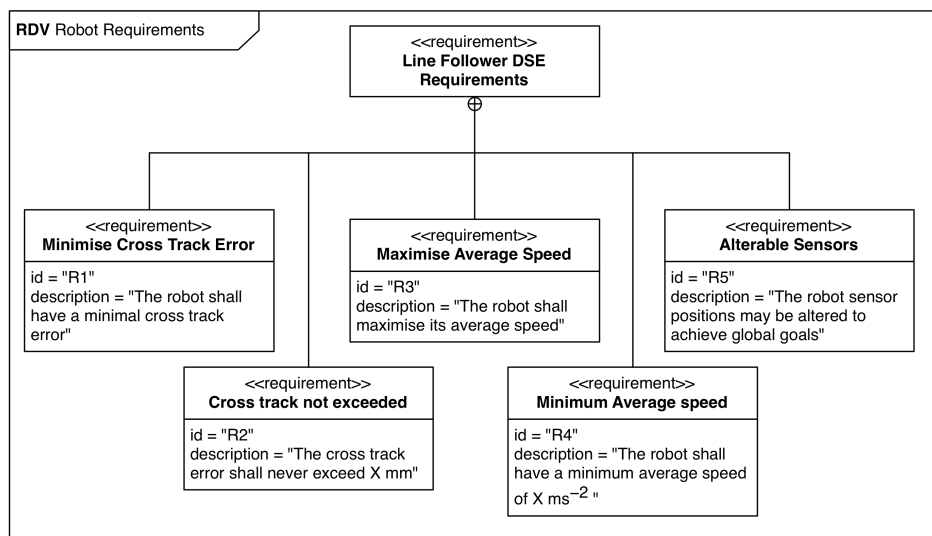 RDV Robot Requirements
<<requirement>>
Line Follower DSE
Requirements
<<requirement>>
Minimise Cross Track Error
id = "R1"
description = "The robot shall
have a minimal cross track
error"
<<requirement>>
Maximise Average Speed
id = "R3"
description = "The robot shall
maximise its average speed"
<<requirement>>
Alterable Sensors
id = "R5"
description = "The robot sensor
positions may be altered to
achieve global goals"
<<requirement>>
Cross track not exceeded
id = "R2"
description = "The cross track
error shall never exceed X mm"
<<requirement>>
Minimum Average speed
id = "R4"
description = "The robot shall
have a minimum average speed
of X ms⁻² "